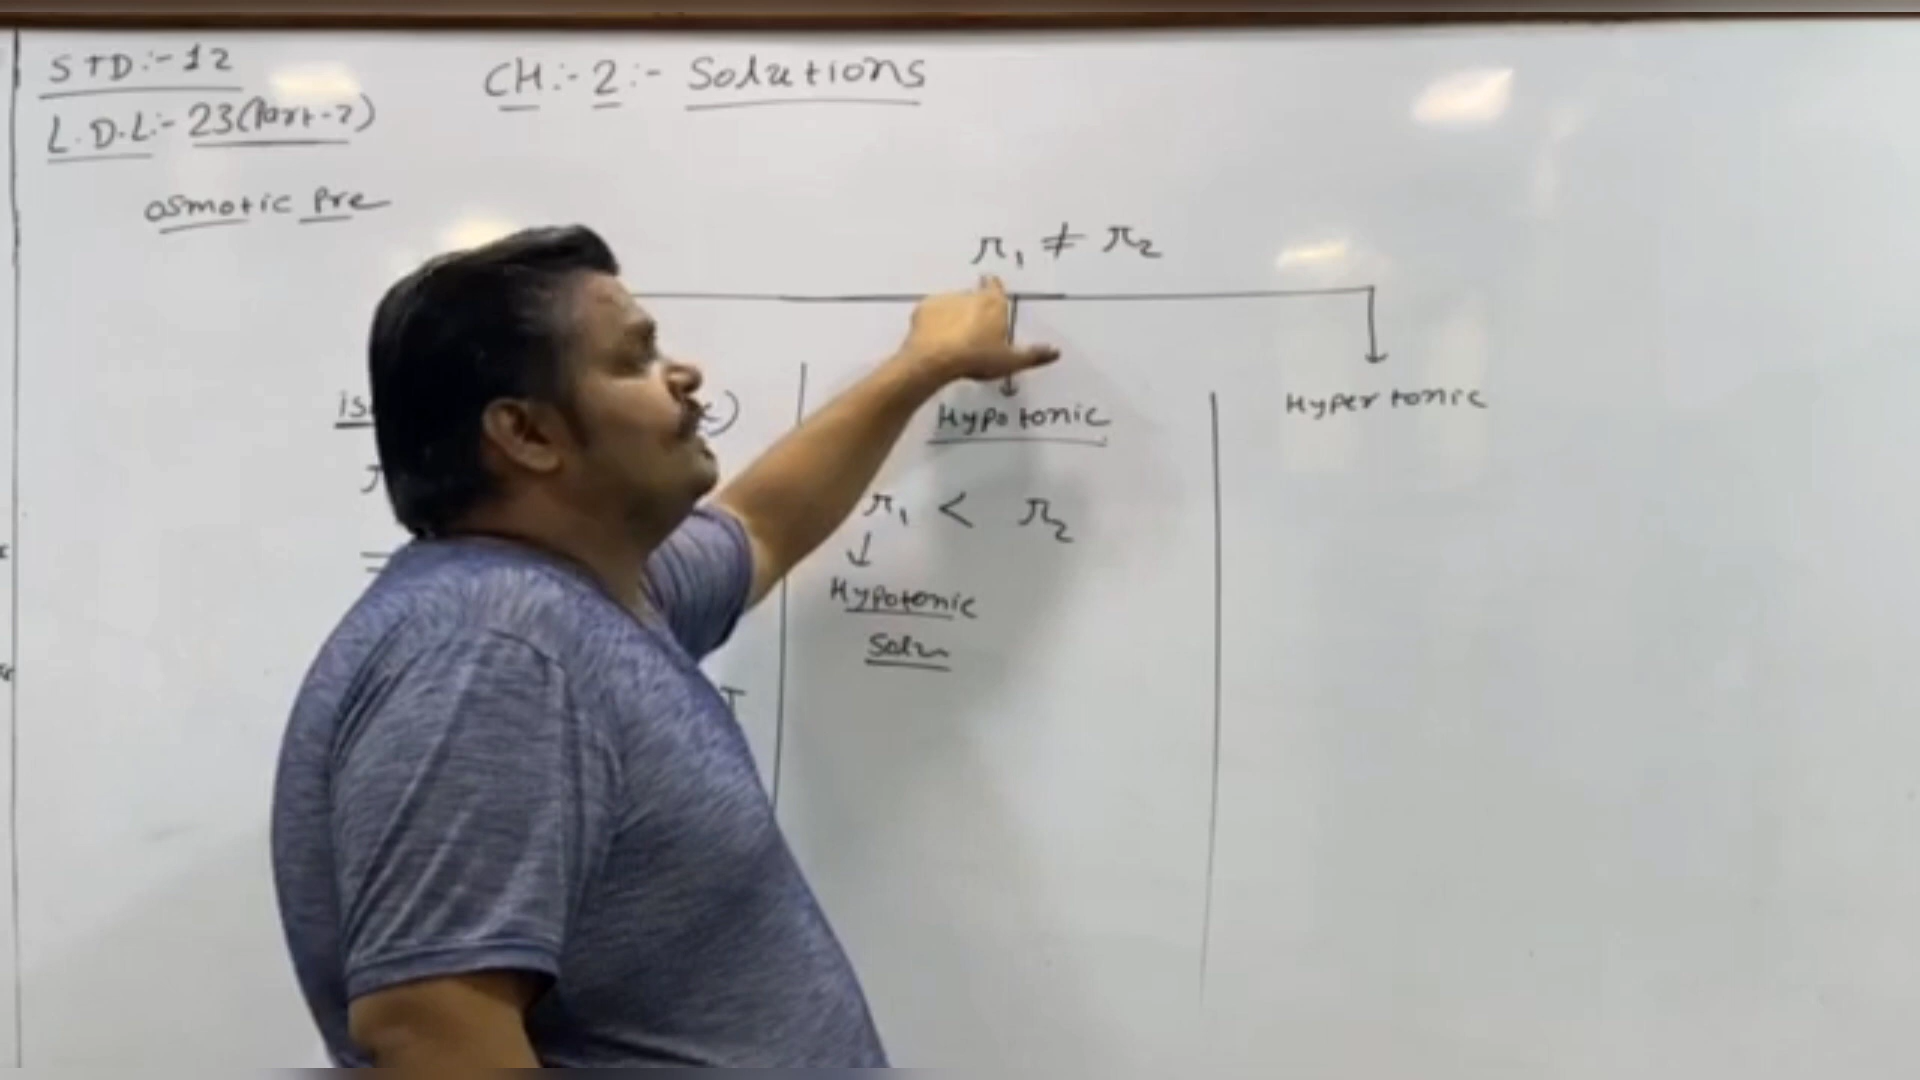 STD:-12
CH:-2:- Solutions
L.D.L:- 23(Part-2)
osmotic Pre
π₁ ≠ π₂
Hypotonic
Hypertonic
π₁ < π₂
↓
Hypotonic
Soln